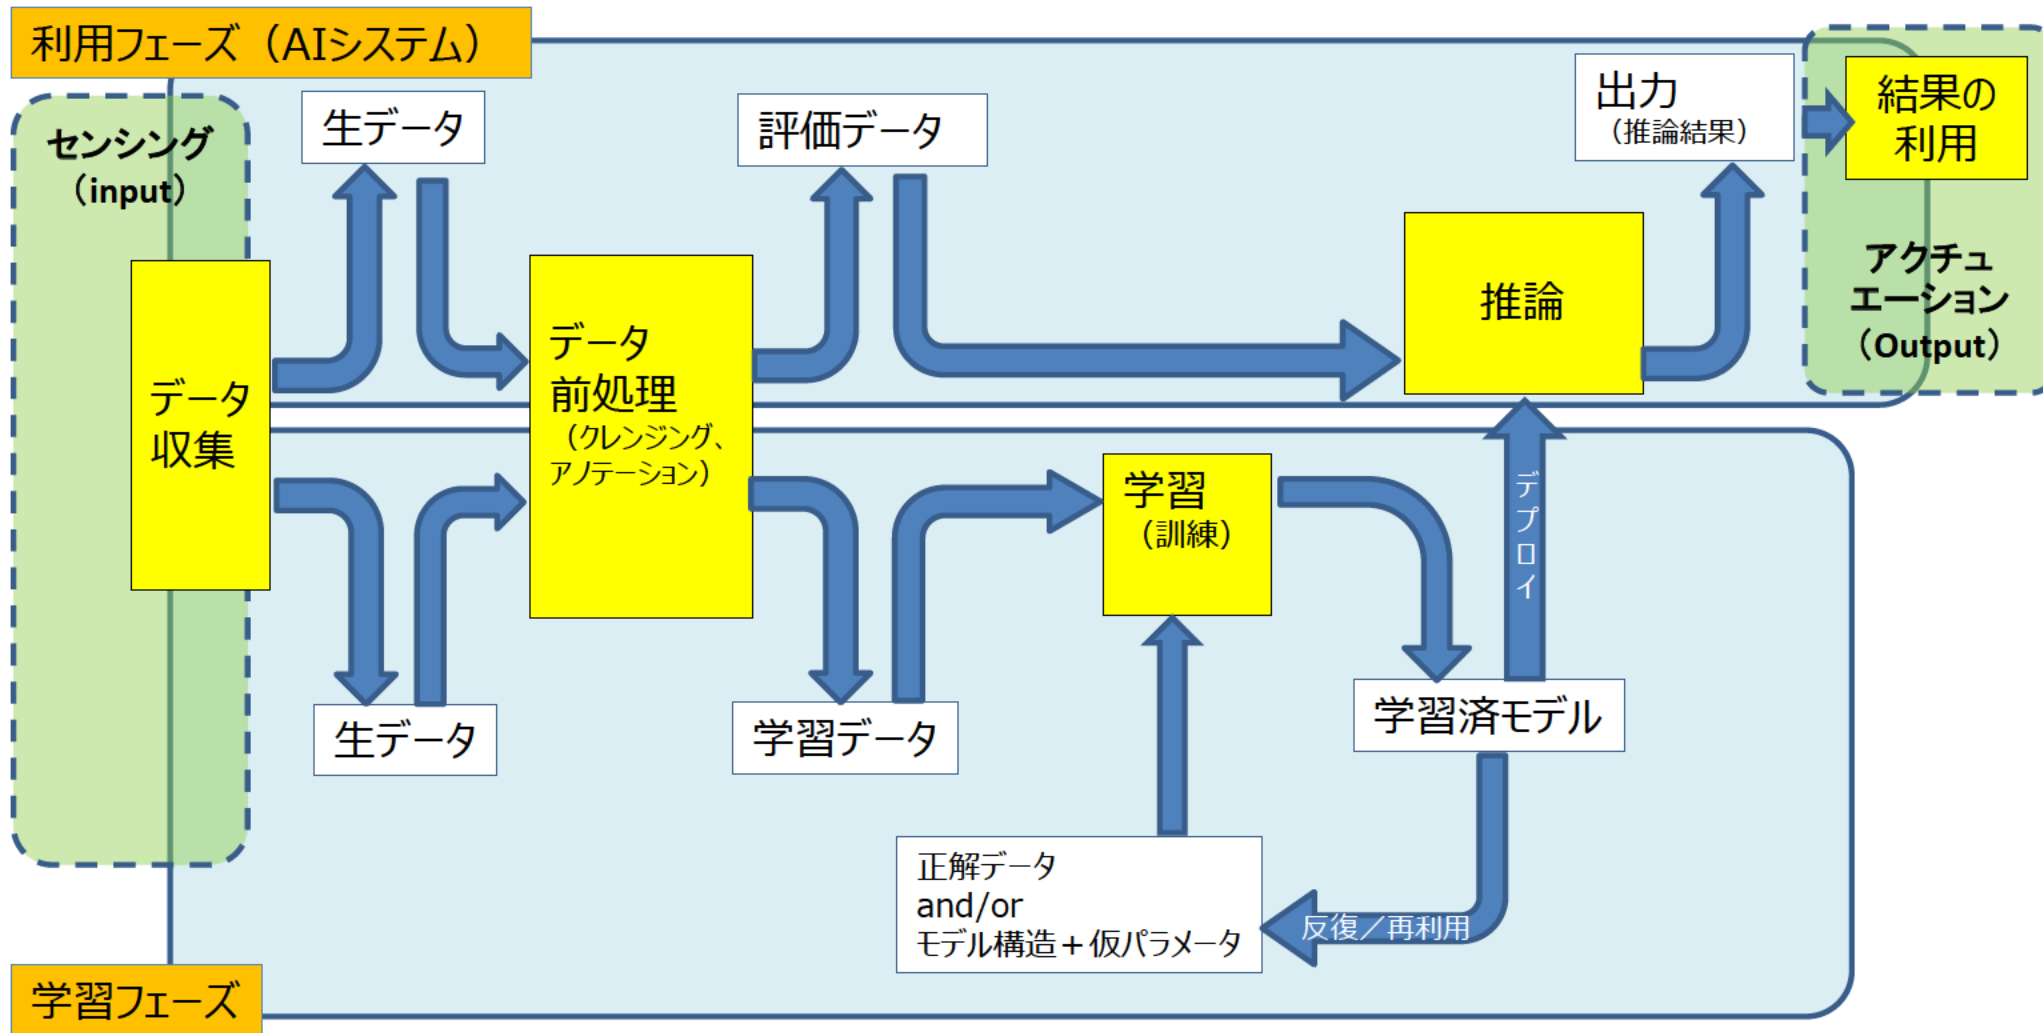 利用フェーズ（AIシステム）
センシング
（input）
生データ
評価データ
出力
（推論結果）
結果の
利用
アクチュ
エーション
（Output）
データ
収集
データ
前処理
（クレンジング、
アノテーション）
推論
学習
（訓練）
デプロイ
生データ
学習データ
学習済モデル
正解データ
and/or
モデル構造＋仮パラメータ
反復／再利用
学習フェーズ